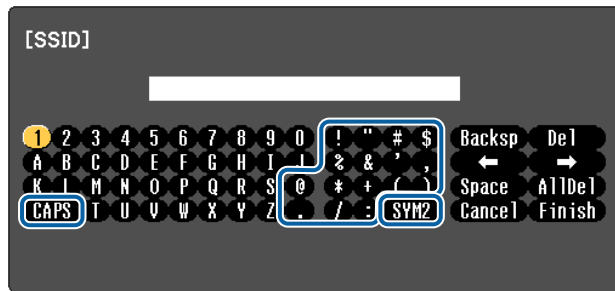 [SSID]
1 2 3 4 5 6 7 8 9 0 ! " # $ Backsp Del
A B C D E F G H I J % & ' , ← →
K L M N O P Q R S @ * + ( ) Space AllDel
CAPS T U V W X Y Z . / : SYM2 Cancel Finish